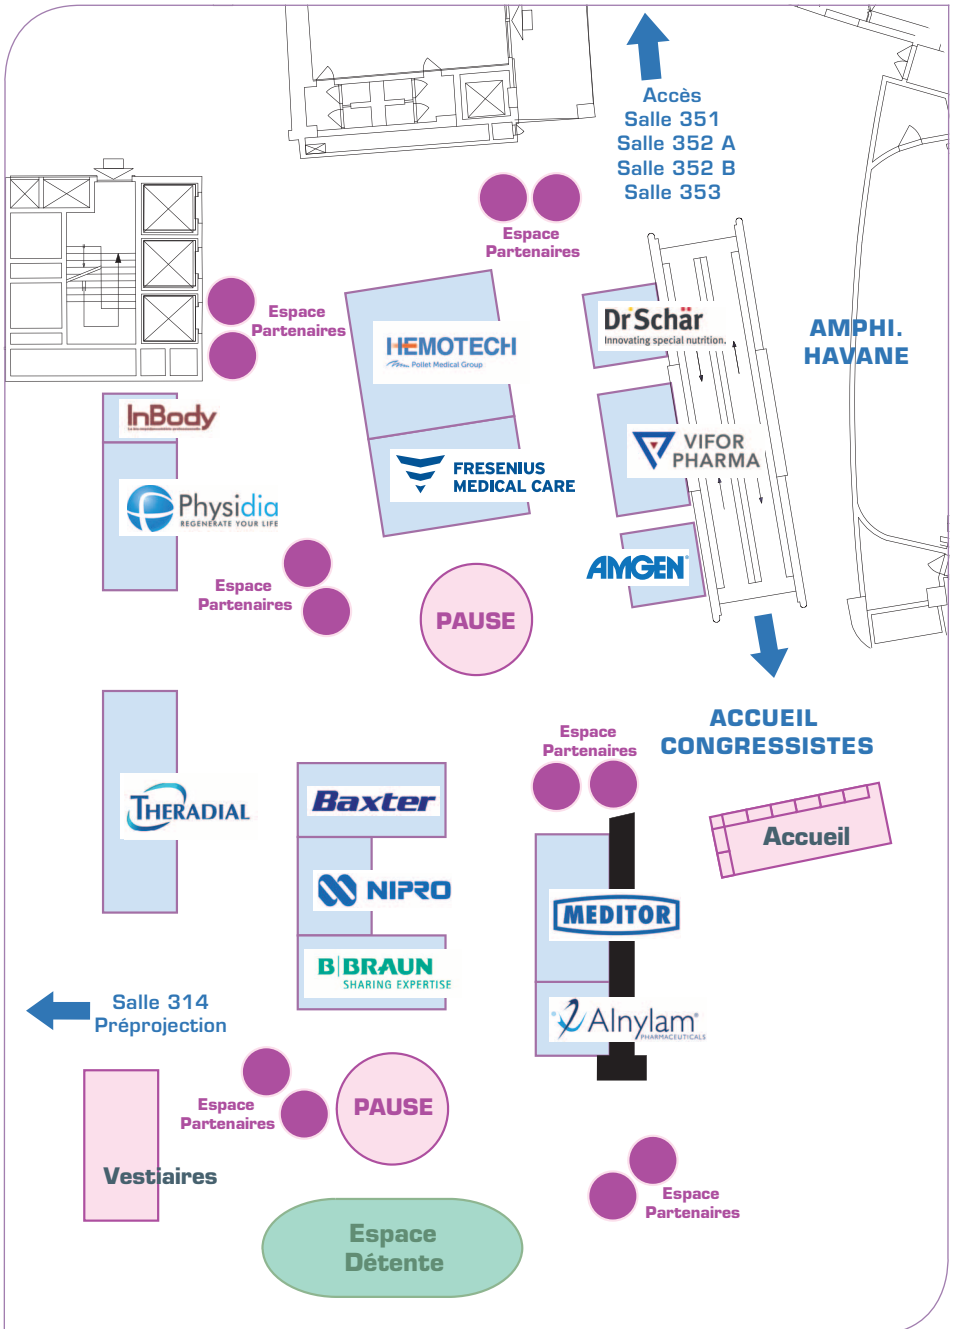 Accès
Salle 351
Salle 352 A
Salle 352 B
Salle 353
Espace
Partenaires
Espace
Partenaires
HEMOTECH
Pollet Medical Group
Dr Schär
Innovating special nutrition.
AMPHI.
HAVANE
InBody
FRESENIUS
MEDICAL CARE
VIFOR
PHARMA
Physidia
REGENERATE YOUR LIFE
AMGEN®
Espace
Partenaires
PAUSE
ACCUEIL
CONGRESSISTES
Espace
Partenaires
THERADIAL
Baxter
Accueil
NIPRO
MEDITOR
B|BRAUN
SHARING EXPERTISE
Salle 314
Préprojection
Alnylam®
PHARMACEUTICALS
Espace
Partenaires
PAUSE
Vestiaires
Espace
Partenaires
Espace
Détente